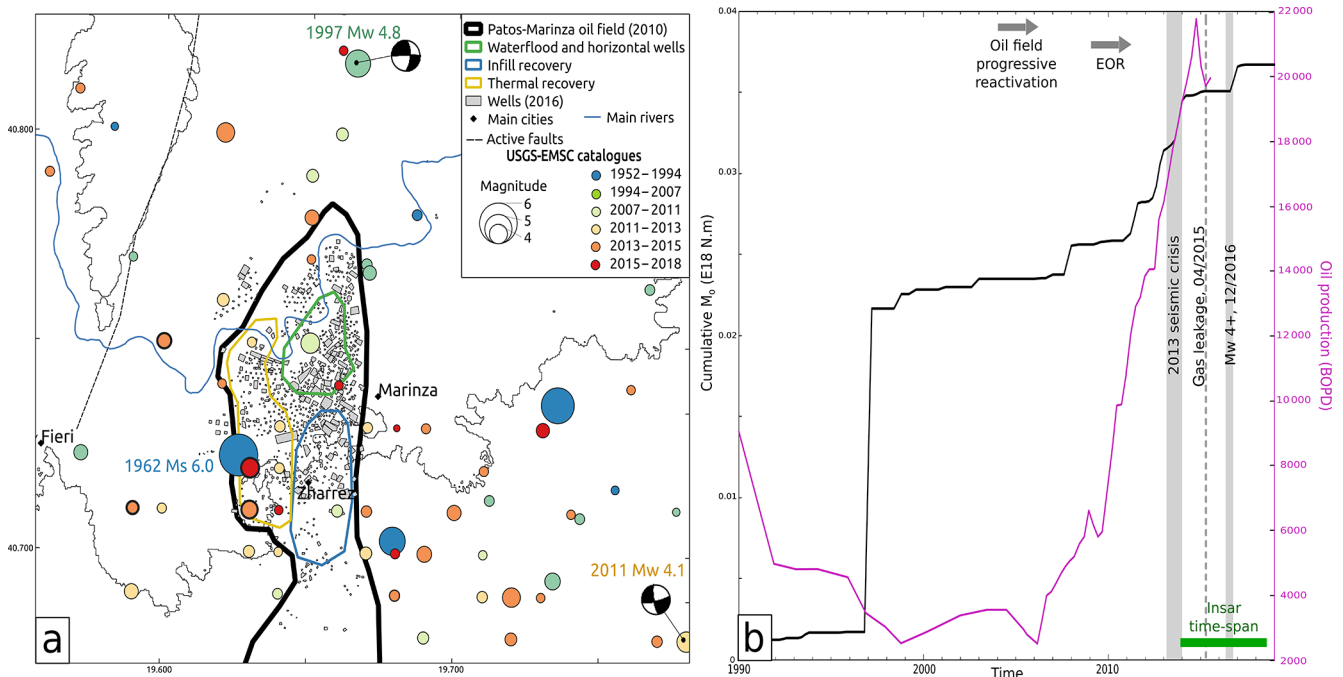 1997 Mw 4.8
Patos-Marinza oil field (2010)
Waterflood and horizontal wells
Infill recovery
Thermal recovery
Wells (2016)
Main cities
Main rivers
Active faults
USGS-EMSC catalogues
Magnitude
6
5
4
1952–1994
1994–2007
2007–2011
2011–2013
2013–2015
2015–2018
40.800
Marinza
Fieri
1962 Ms 6.0
Zharrez
40.700
2011 Mw 4.1
a
19.600
19.700
0.04
0.03
0.02
0.01
0
Cumulative M₀ (E18 N.m)
Oil field
progressive
reactivation
EOR
2013 seismic crisis
Gas leakage, 04/2015
Mw 4+, 12/2016
Insar
time-span
b
1990
2000
2010
Time
22000
20000
18000
16000
14000
12000
10000
8000
6000
4000
2000
Oil production (BOPD)